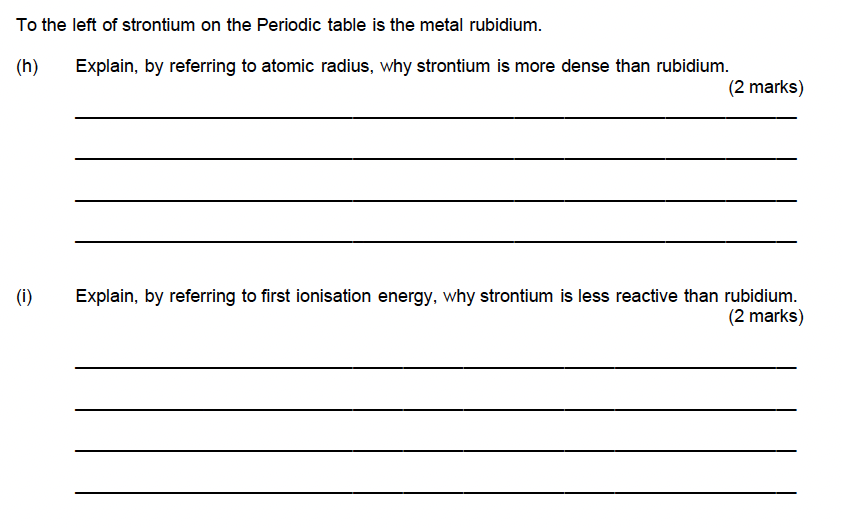 To the left of strontium on the Periodic table is the metal rubidium.
(h) Explain, by referring to atomic radius, why strontium is more dense than rubidium.
(2 marks)
(i) Explain, by referring to first ionisation energy, why strontium is less reactive than rubidium.
(2 marks)